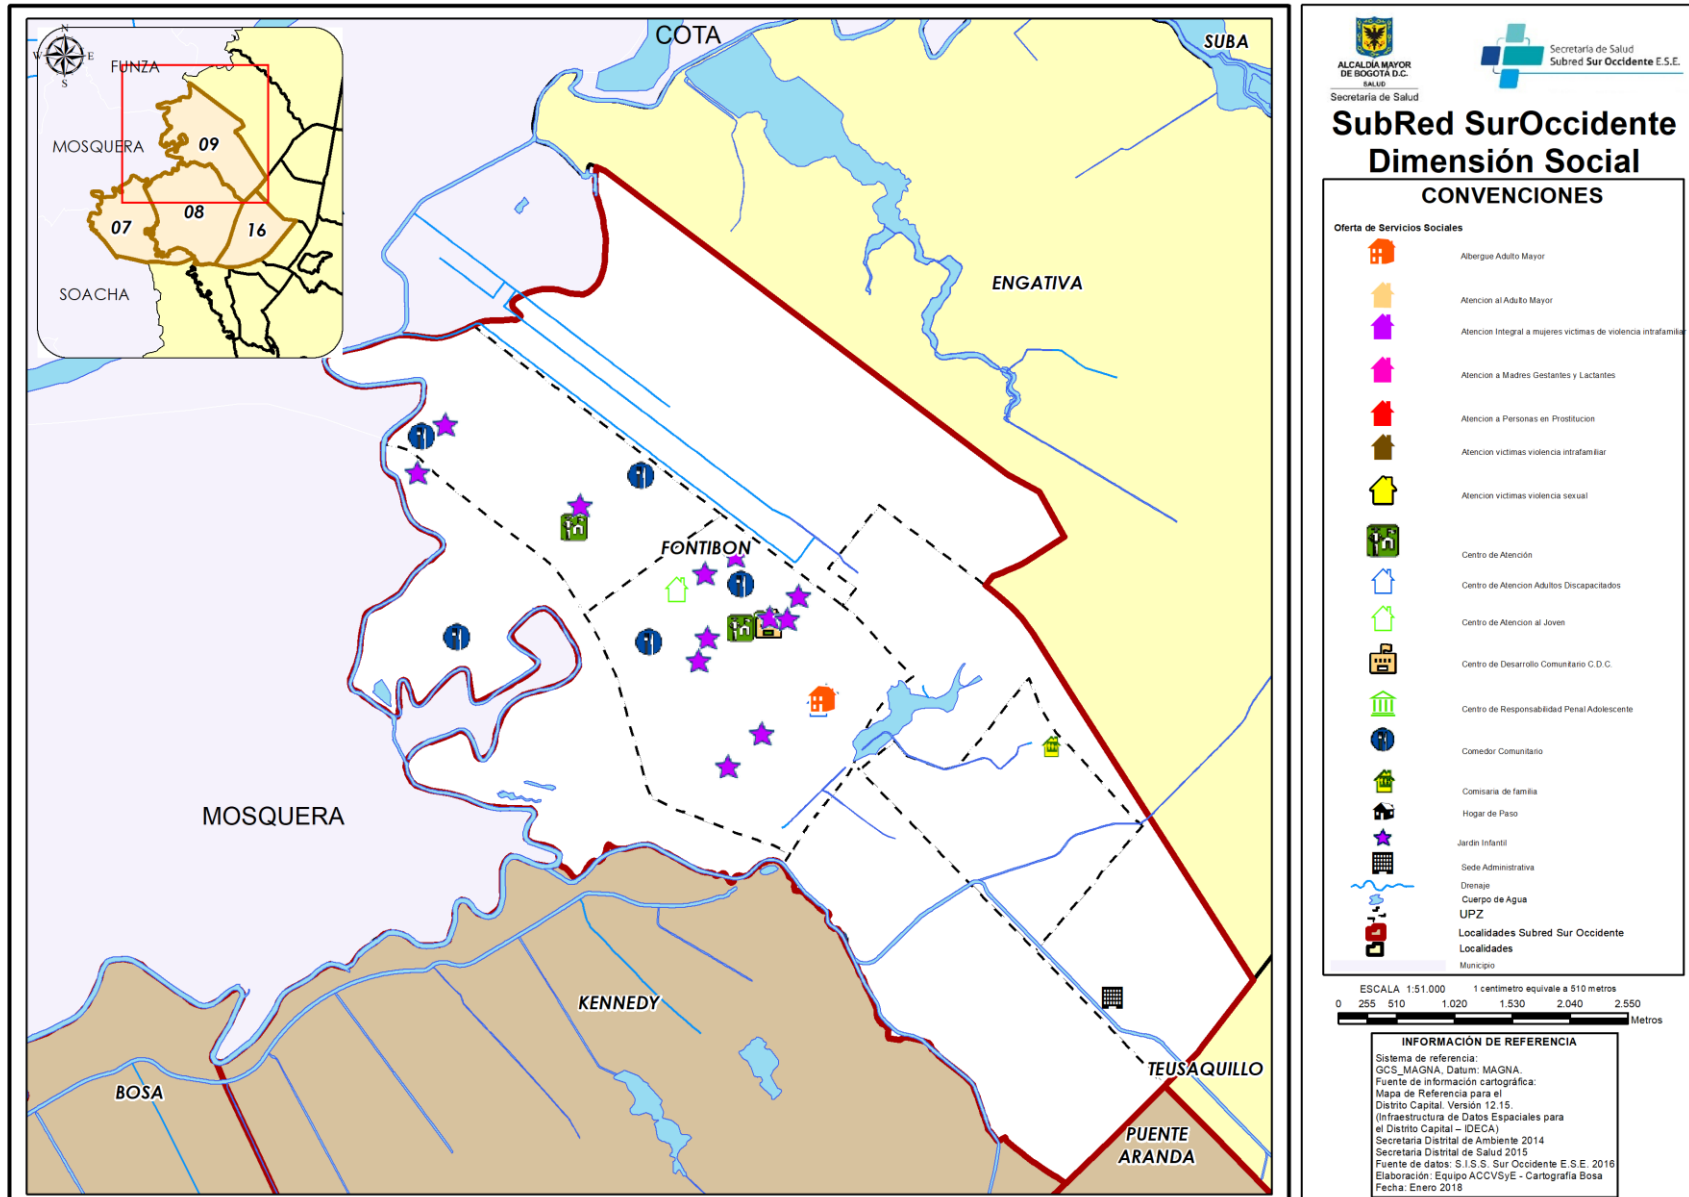 COTA
SUBA
ENGATIVA
FONTIBON
MOSQUERA
KENNEDY
BOSA
TEUSAQUILLO
PUENTE
ARANDA
N
W
E
S
FUNZA
MOSQUERA
09
08
07
16
SOACHA
ALCALDÍA MAYOR
DE BOGOTÁ D.C.
SALUD
Secretaría de Salud
Secretaría de Salud
Subred Sur Occidente E.S.E.
SubRed SurOccidente
Dimensión Social
CONVENCIONES
Oferta de Servicios Sociales
Albergue Adulto Mayor
Atencion al Adulto Mayor
Atencion Integral a mujeres victimas de violencia intrafamiliar
Atencion a Madres Gestantes y Lactantes
Atencion a Personas en Prostitucion
Atencion victimas violencia intrafamiliar
Atencion victimas violencia sexual
Centro de Atención
Centro de Atencion Adultos Discapacitados
Centro de Atencion al Joven
Centro de Desarrollo Comunitario C.D.C.
Centro de Responsabilidad Penal Adolescente
Comedor Comunitario
Comisaria de familia
Hogar de Paso
Jardin Infantil
Sede Administrativa
Drenaje
Cuerpo de Agua
UPZ
Localidades Subred Sur Occidente
Localidades
Municipio
ESCALA 1:51.000 1 centimetro equivale a 510 metros
0 255 510 1.020 1.530 2.040 2.550
Metros
INFORMACIÓN DE REFERENCIA
Sistema de referencia:
GCS_MAGNA, Datum: MAGNA.
Fuente de información cartográfica:
Mapa de Referencia para el
Distrito Capital. Versión 12.15.
(Infraestructura de Datos Espaciales para
el Distrito Capital – IDECA)
Secretaria Distrital de Ambiente 2014
Secretaria Distrital de Salud 2015
Fuente de datos: S.I.S.S. Sur Occidente E.S.E. 2016
Elaboración: Equipo ACCVSyE - Cartografía Bosa
Fecha: Enero 2018